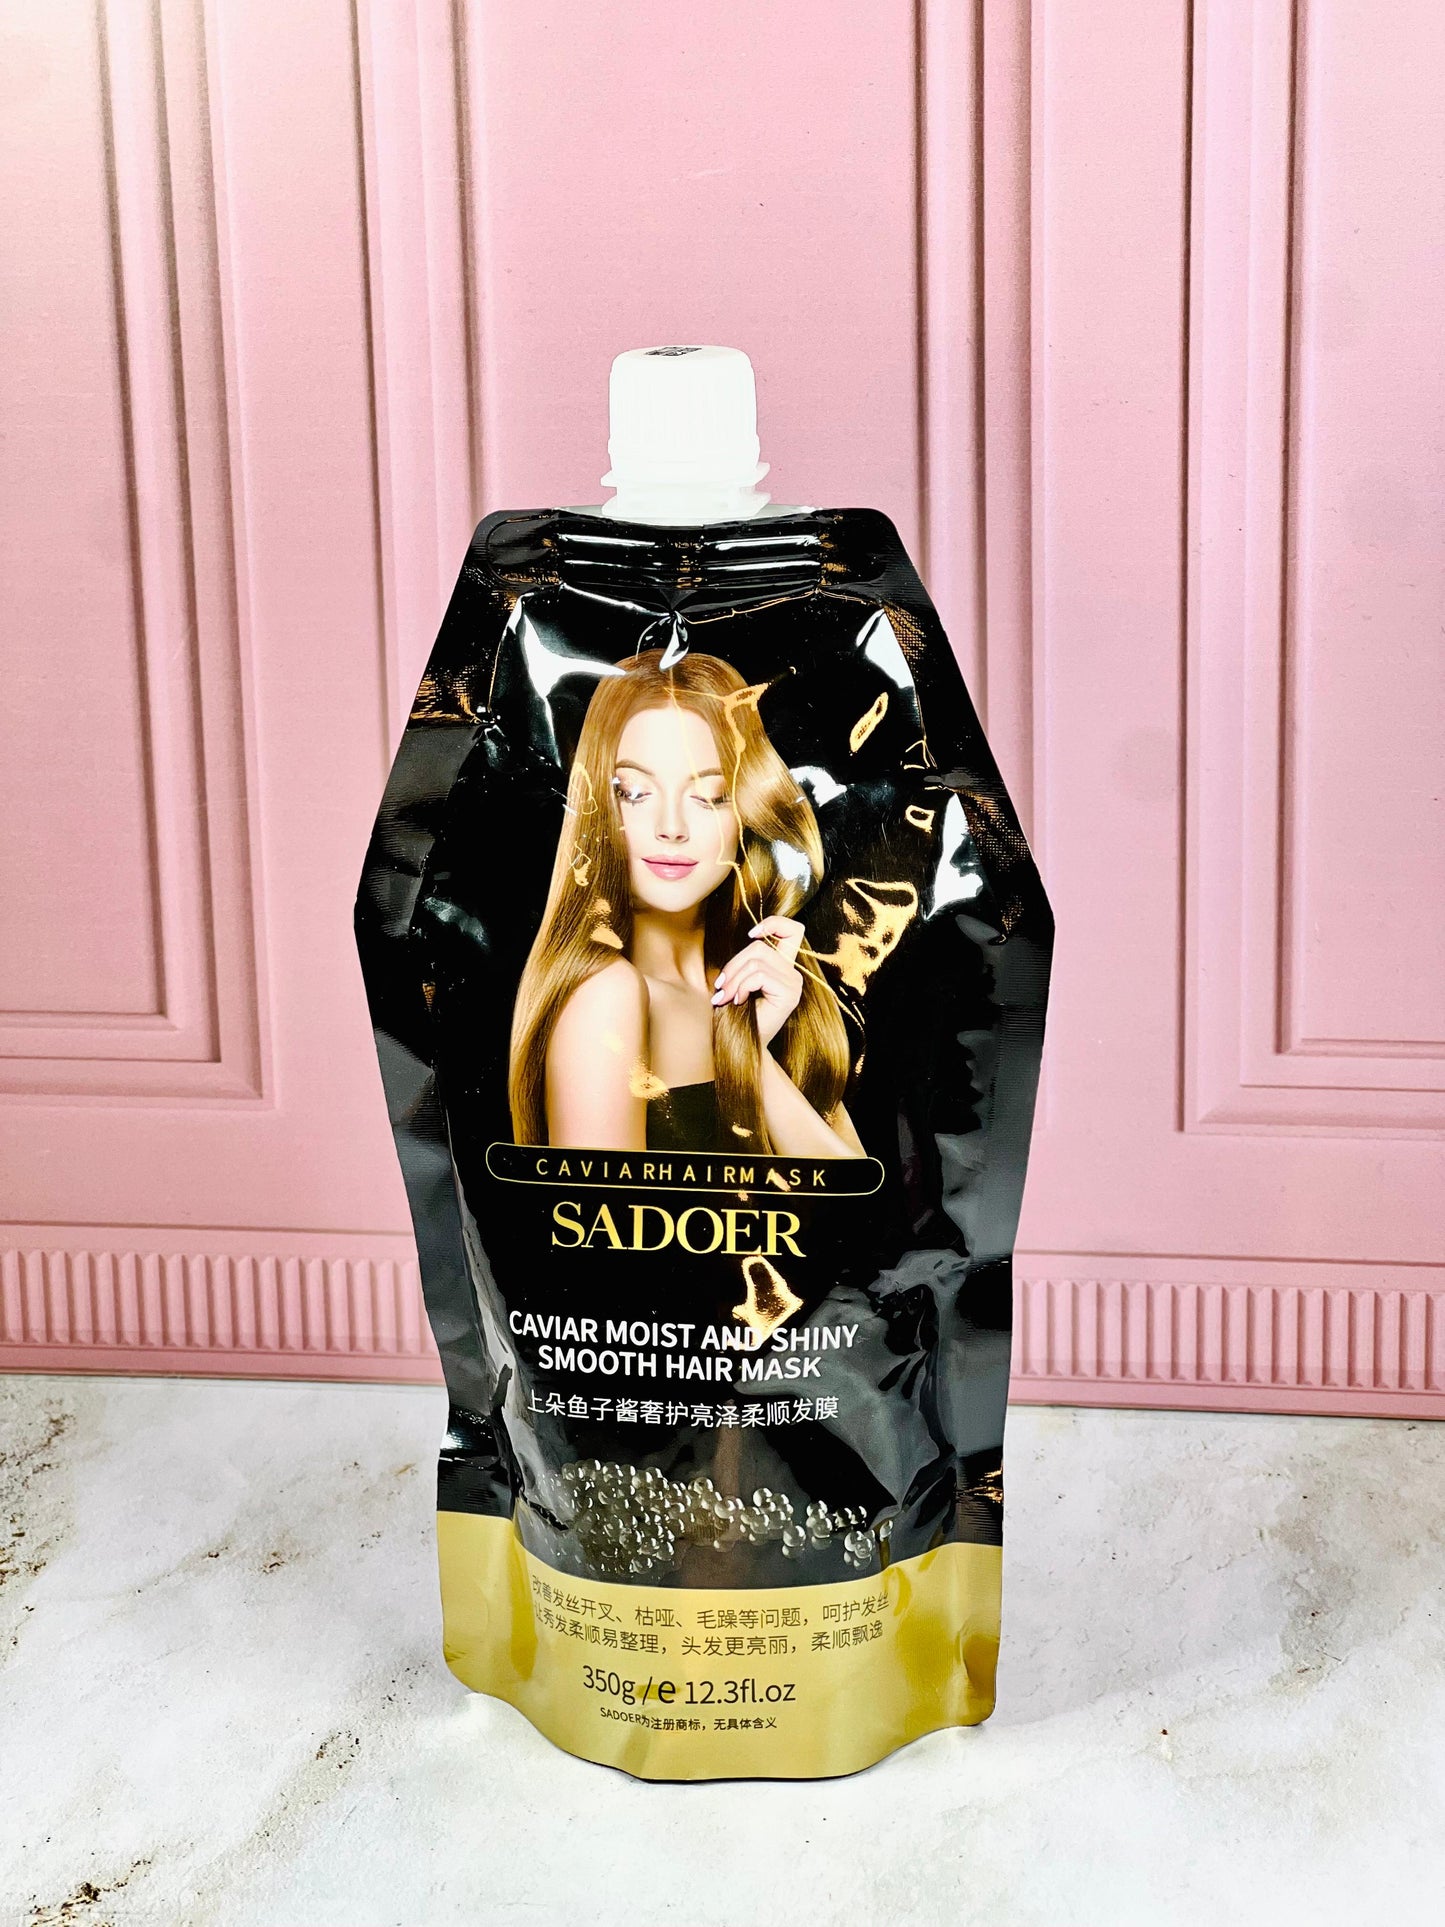 CAVIARHAIRMASK
SADOER
CAVIAR MOIST AND SHINY
SMOOTH HAIR MASK
上朵鱼子酱奢护亮泽柔顺发膜
改善发丝开叉、枯哑、毛躁等问题，呵护发丝
让秀发柔顺易整理，头发更亮丽，柔顺飘逸
350g / e 12.3fl.oz
SADOER为注册商标，无具体含义